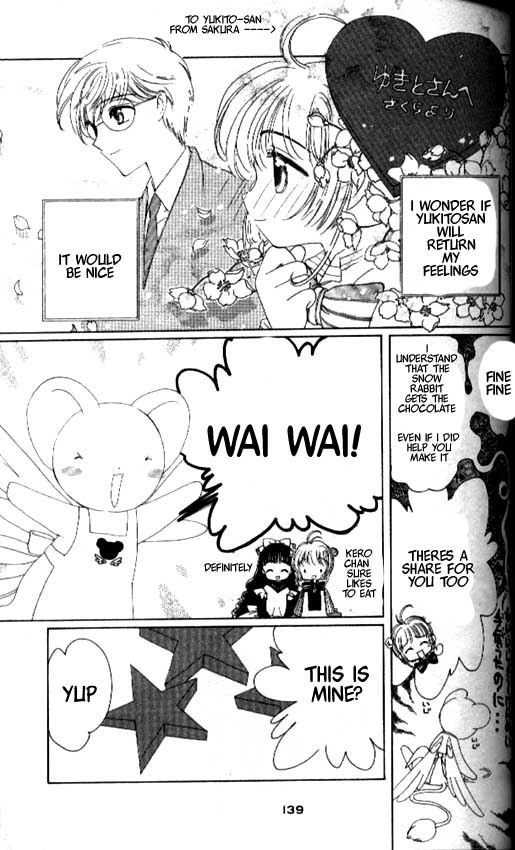 TO YUKITO-SAN
FROM SAKURA ---->
ゆきとさんへ
さくらより
I WONDER IF
YUKITOSAN
WILL
RETURN
MY
FEELINGS
IT WOULD
BE NICE
FINE
FINE
I
UNDERSTAND
THAT THE
SNOW
RABBIT
GETS THE
CHOCOLATE
EVEN IF I DID
HELP YOU
MAKE IT
THERES
A SHARE FOR
YOU TOO
WAI WAI!
KERO
CHAN
SURE
LIKES
TO EAT
DEFINITELY
THIS IS
MINE?
YUP
139